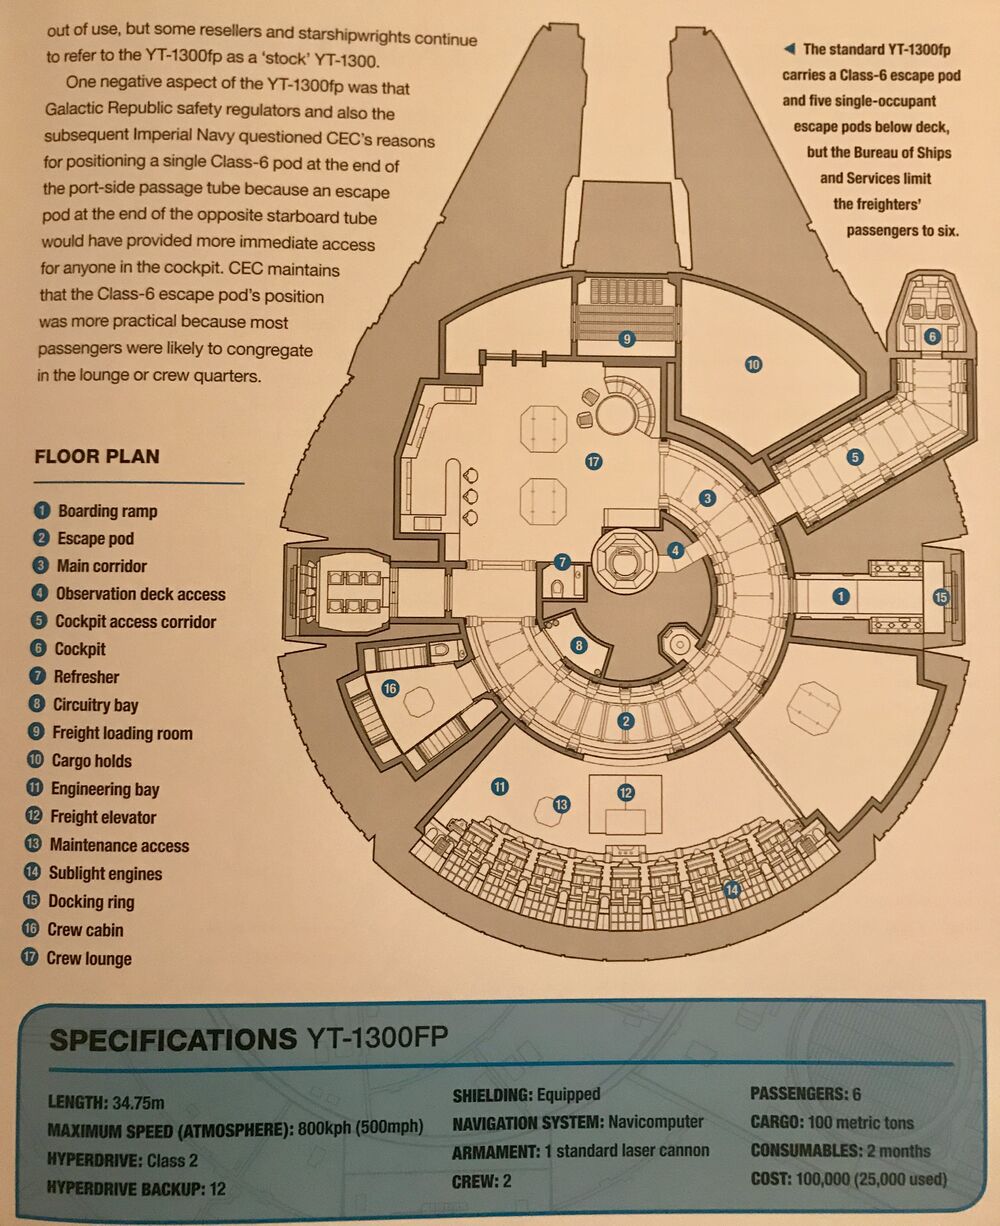 out of use, but some resellers and starshipwrights continue
to refer to the YT-1300fp as a ‘stock’ YT-1300.
One negative aspect of the YT-1300fp was that
Galactic Republic safety regulators and also the
subsequent Imperial Navy questioned CEC’s reasons
for positioning a single Class-6 pod at the end of
the port-side passage tube because an escape
pod at the end of the opposite starboard tube
would have provided more immediate access
for anyone in the cockpit. CEC maintains
that the Class-6 escape pod’s position
was more practical because most
passengers were likely to congregate
in the lounge or crew quarters.
◀ The standard YT-1300fp
carries a Class-6 escape pod
and five single-occupant
escape pods below deck,
but the Bureau of Ships
and Services limit
the freighters’
passengers to six.
FLOOR PLAN
1 Boarding ramp
2 Escape pod
3 Main corridor
4 Observation deck access
5 Cockpit access corridor
6 Cockpit
7 Refresher
8 Circuitry bay
9 Freight loading room
10 Cargo holds
11 Engineering bay
12 Freight elevator
13 Maintenance access
14 Sublight engines
15 Docking ring
16 Crew cabin
17 Crew lounge
6
9
10
5
17
3
4
7
1
15
8
16
2
11
12
13
14
SPECIFICATIONS YT-1300FP
LENGTH: 34.75m
MAXIMUM SPEED (ATMOSPHERE): 800kph (500mph)
HYPERDRIVE: Class 2
HYPERDRIVE BACKUP: 12
SHIELDING: Equipped
NAVIGATION SYSTEM: Navicomputer
ARMAMENT: 1 standard laser cannon
CREW: 2
PASSENGERS: 6
CARGO: 100 metric tons
CONSUMABLES: 2 months
COST: 100,000 (25,000 used)